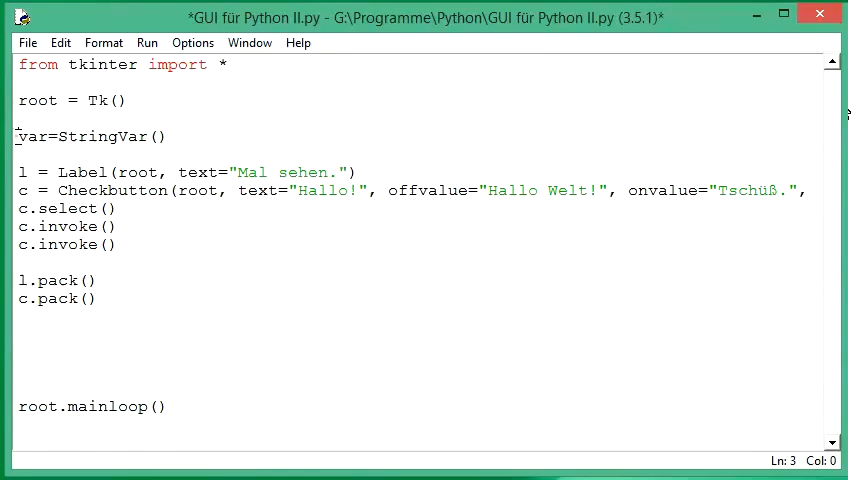 *GUI für Python II.py - G:\Programme\Python\GUI für Python II.py (3.5.1)*
File Edit Format Run Options Window Help
from tkinter import *
root = Tk()
var=StringVar()
l = Label(root, text="Mal sehen.")
c = Checkbutton(root, text="Hallo!", offvalue="Hallo Welt!", onvalue="Tschüß.",
c.select()
c.invoke()
c.invoke()
l.pack()
c.pack()
root.mainloop()
Ln: 3 Col: 0